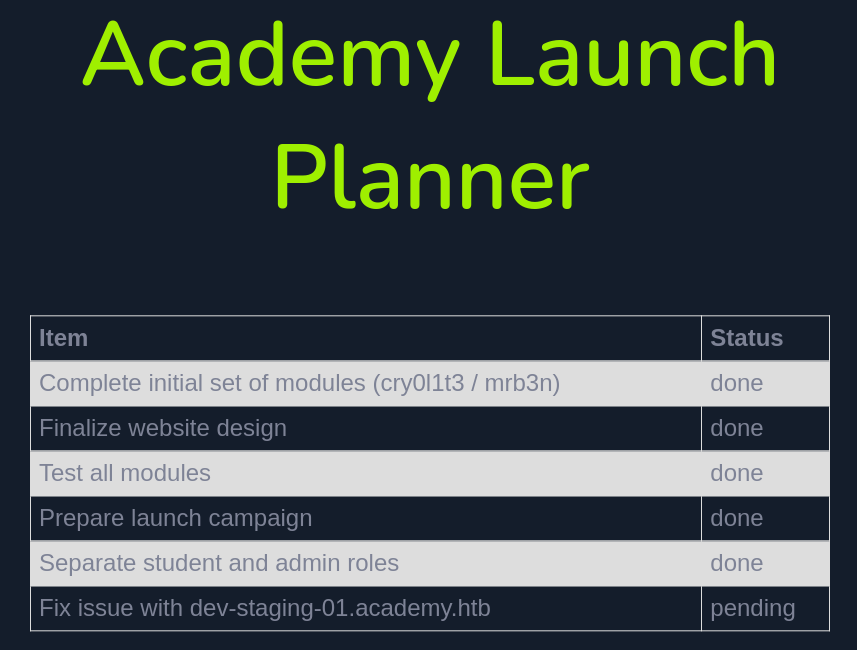 Academy Launch
Planner
Item Status
Complete initial set of modules (cry0l1t3 / mrb3n) done
Finalize website design done
Test all modules done
Prepare launch campaign done
Separate student and admin roles done
Fix issue with dev-staging-01.academy.htb pending